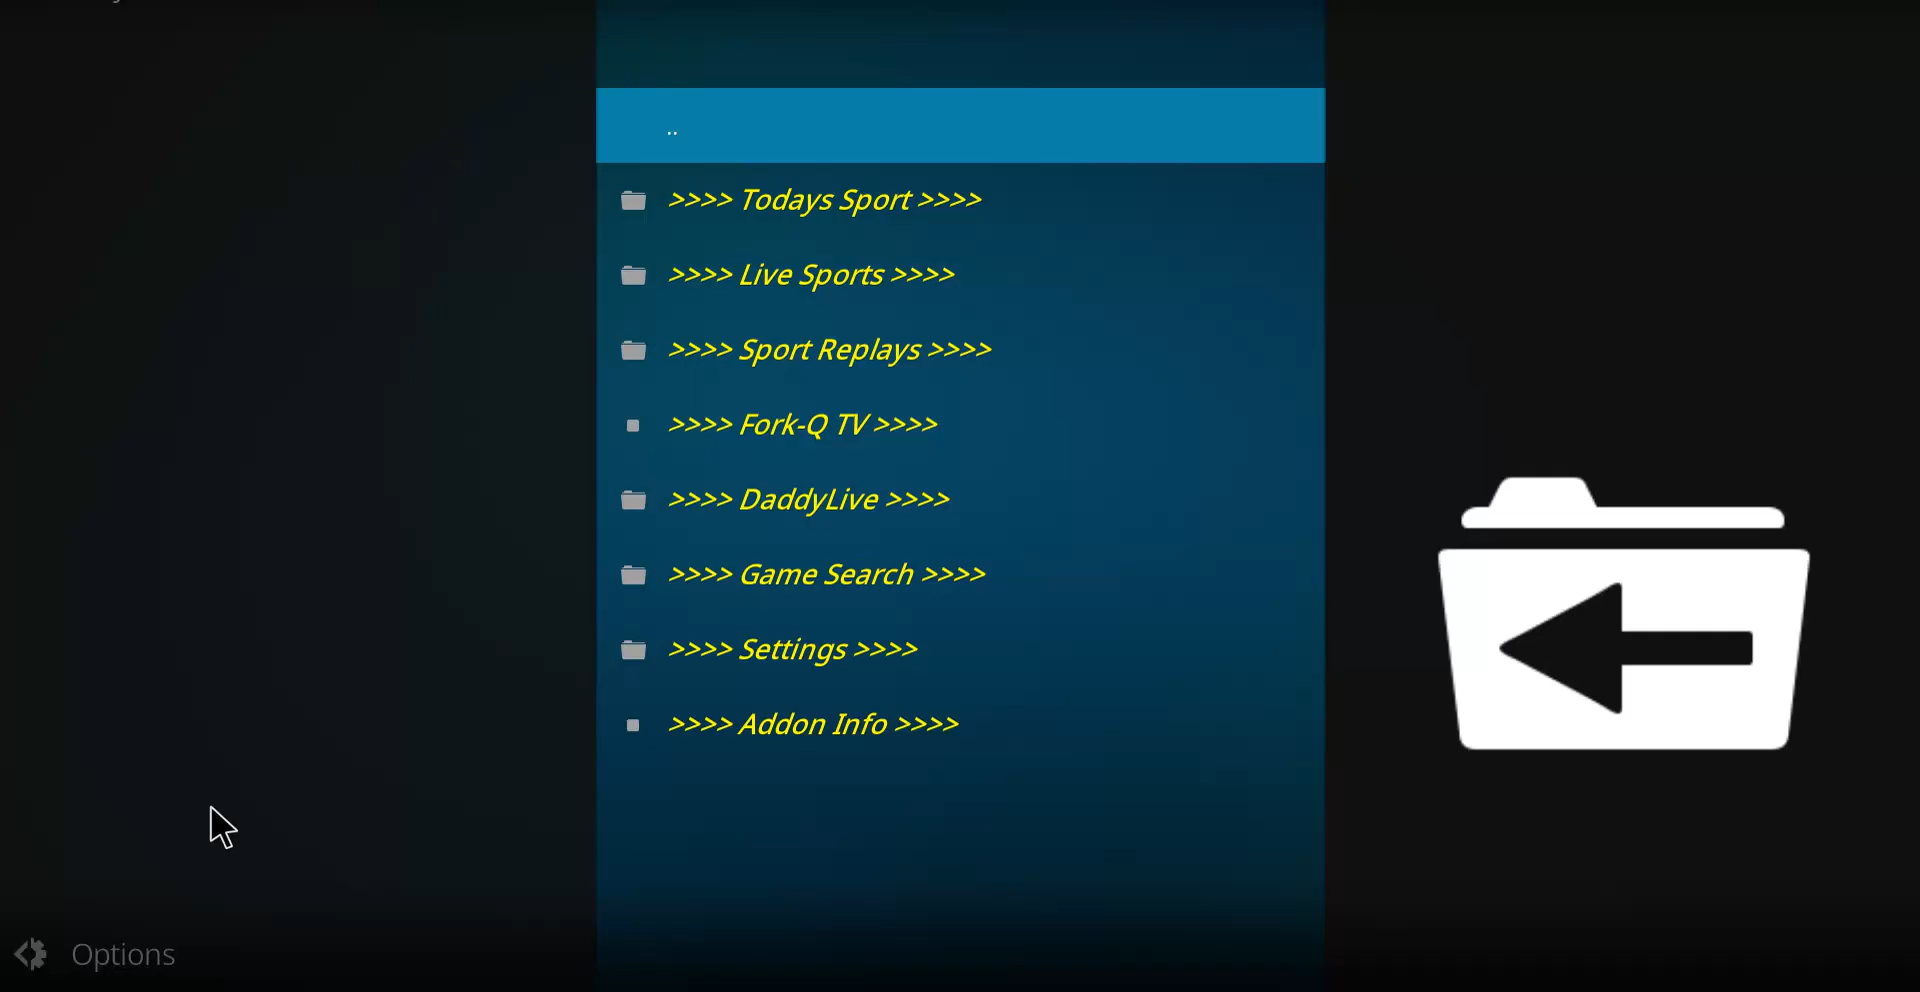 ..
>>>> Todays Sport >>>>
>>>> Live Sports >>>>
>>>> Sport Replays >>>>
>>>> Fork-Q TV >>>>
>>>> DaddyLive >>>>
>>>> Game Search >>>>
>>>> Settings >>>>
>>>> Addon Info >>>>
Options